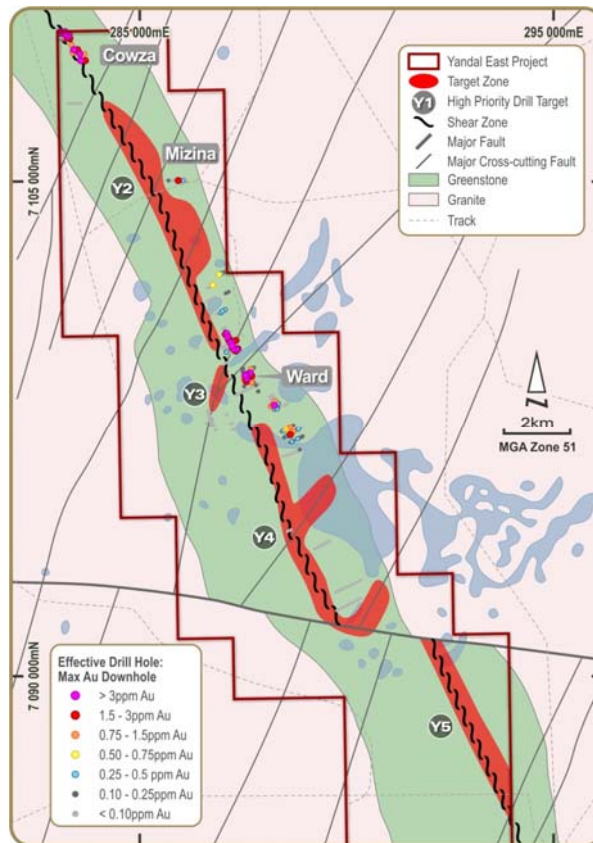 285 000mE
295 000mE
Cowza
Yandal East Project
Target Zone
Y1
High Priority Drill Target
Shear Zone
Major Fault
Major Cross-cutting Fault
Greenstone
Granite
Track
Mizina
7 105 000mN
Y2
Ward
Y3
N
2km
MGA Zone 51
Y4
7 090 000mN
Effective Drill Hole:
Max Au Downhole
> 3ppm Au
1.5 - 3ppm Au
0.75 - 1.5ppm Au
0.50 - 0.75ppm Au
0.25 - 0.5 ppm Au
0.10 - 0.25ppm Au
< 0.10ppm Au
Y5